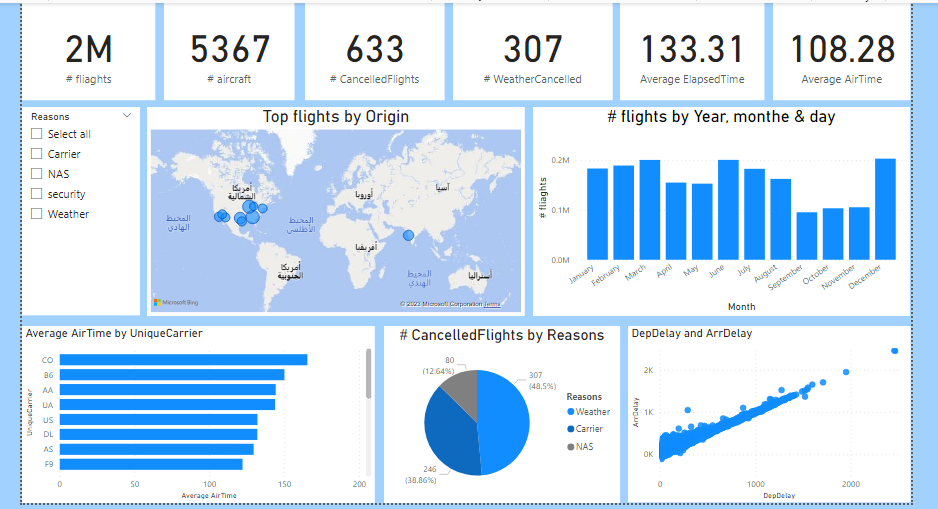 2M
# fliaghts
5367
# aircraft
633
# CancelledFlights
307
# WeatherCancelled
133.31
Average ElapsedTime
108.28
Average AirTime
Reasons
Select all
Carrier
NAS
security
Weather
Top flights by Origin
أمريكا
الشمالية
أوروبا
آسيا
المحيط
الهادي
المحيط
الأطلسي
أفريقيا
أمريكا
الجنوبية
المحيط
الهندي
أستراليا
Microsoft Bing
© 2023 Microsoft Corporation Terms
# flights by Year, monthe & day
# fliaghts
0.2M
0.1M
0.0M
January
February
March
April
May
June
July
August
September
October
November
December
Month
Average AirTime by UniqueCarrier
UniqueCarrier
CO
B6
AA
UA
US
DL
AS
F9
0
50
100
150
200
Average AirTime
# CancelledFlights by Reasons
80
(12.64%)
307
(48.5%)
246
(38.86%)
Reasons
Weather
Carrier
NAS
DepDelay and ArrDelay
ArrDelay
2K
1K
0K
0
1000
2000
DepDelay